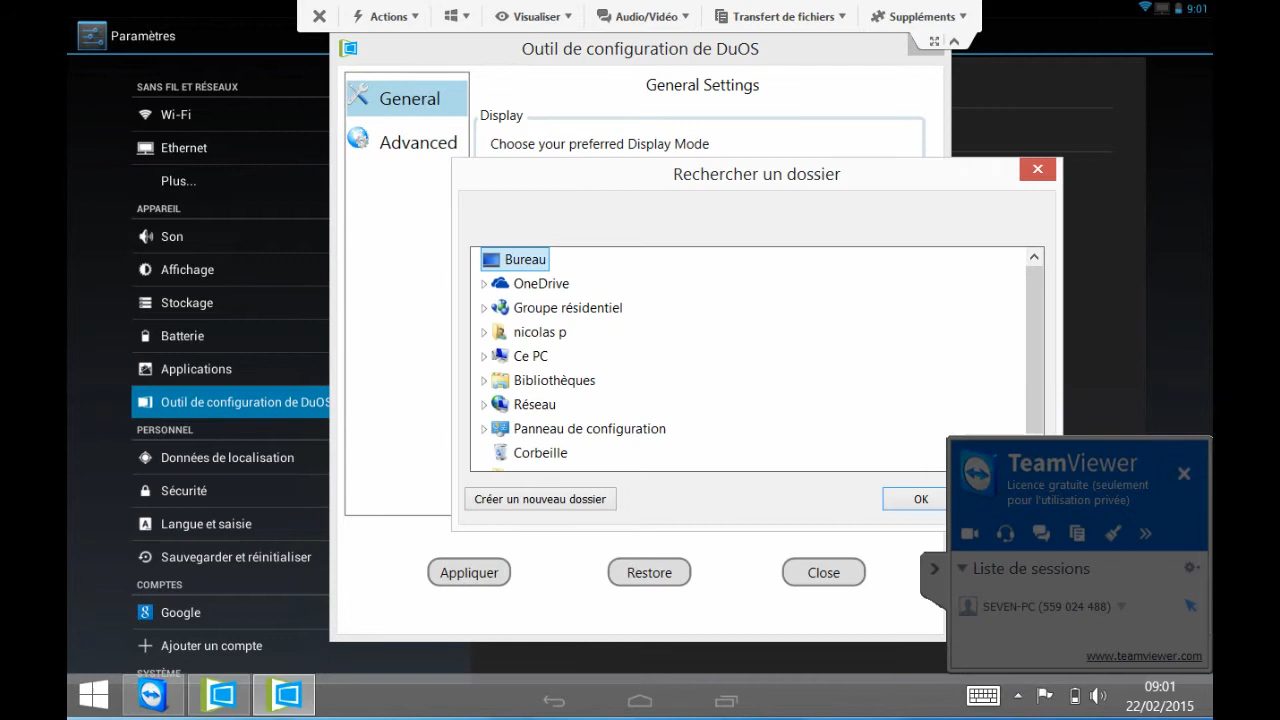 Actions
Visualiser
Audio/Vidéo
Transfert de fichiers
Suppléments
9:01
Paramètres
SANS FIL ET RÉSEAUX
Wi-Fi
Ethernet
Plus...
APPAREIL
Son
Affichage
Stockage
Batterie
Applications
Outil de configuration de DuOS
PERSONNEL
Données de localisation
Sécurité
Langue et saisie
Sauvegarder et réinitialiser
COMPTES
Google
Ajouter un compte
SYSTÈME
Outil de configuration de DuOS
General
Advanced
General Settings
Display
Choose your preferred Display Mode
Rechercher un dossier
Bureau
OneDrive
Groupe résidentiel
nicolas p
Ce PC
Bibliothèques
Réseau
Panneau de configuration
Corbeille
Créer un nouveau dossier
OK
Appliquer
Restore
Close
TeamViewer
Licence gratuite (seulement
pour l'utilisation privée)
Liste de sessions
SEVEN-PC (559 024 488)
www.teamviewer.com
09:01
22/02/2015